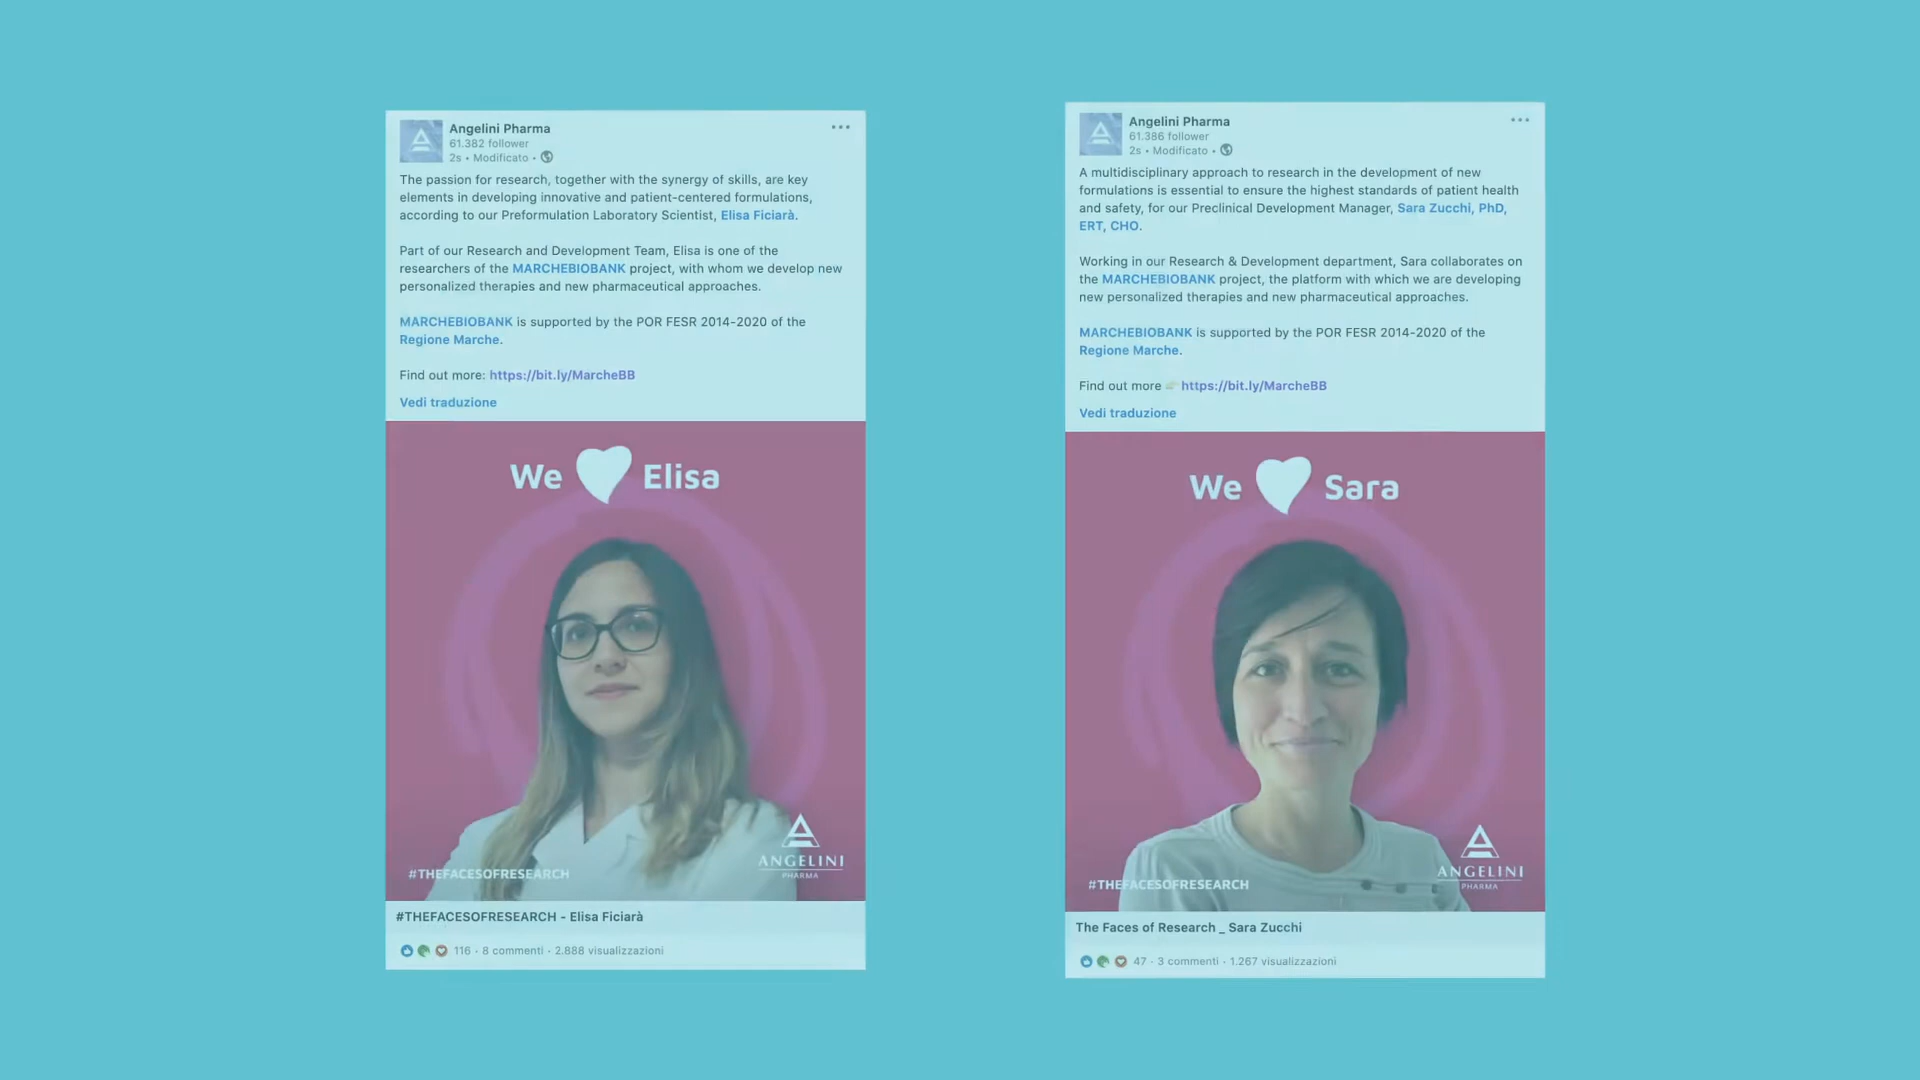 Angelini Pharma
61.382 follower
2s • Modificato •
The passion for research, together with the synergy of skills, are key
elements in developing innovative and patient-centered formulations,
according to our Preformulation Laboratory Scientist, Elisa Ficiarà.
Part of our Research and Development Team, Elisa is one of the
researchers of the MARCHEBIOBANK project, with whom we develop new
personalized therapies and new pharmaceutical approaches.
MARCHEBIOBANK is supported by the POR FESR 2014-2020 of the
Regione Marche.
Find out more: https://bit.ly/MarcheBB
Vedi traduzione
We Elisa
#THEFACESOFRESEARCH
ANGELINI
PHARMA
#THEFACESOFRESEARCH - Elisa Ficiarà
116 · 8 commenti · 2.888 visualizzazioni
Angelini Pharma
61.386 follower
2s • Modificato •
A multidisciplinary approach to research in the development of new
formulations is essential to ensure the highest standards of patient health
and safety, for our Preclinical Development Manager, Sara Zucchi, PhD,
ERT, CHO.
Working in our Research & Development department, Sara collaborates on
the MARCHEBIOBANK project, the platform with which we are developing
new personalized therapies and new pharmaceutical approaches.
MARCHEBIOBANK is supported by the POR FESR 2014-2020 of the
Regione Marche.
Find out more https://bit.ly/MarcheBB
Vedi traduzione
We Sara
#THEFACESOFRESEARCH
ANGELINI
PHARMA
The Faces of Research _ Sara Zucchi
47 · 3 commenti · 1.267 visualizzazioni